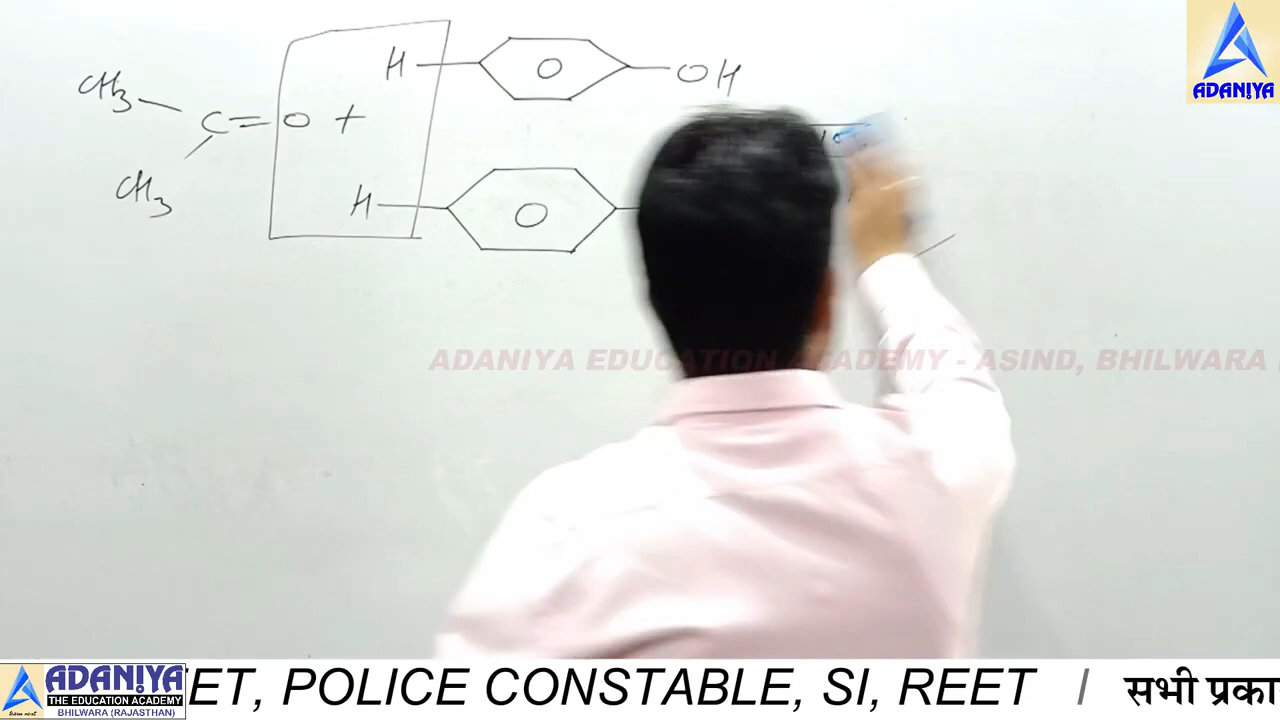 H
OH
CH3
C=O +
CH3
H
ADANIYA
ADANIYA EDUCATION ACADEMY - ASIND, BHILWARA
ADANIYA
THE EDUCATION ACADEMY
BHILWARA (RAJASTHAN)
ET, POLICE CONSTABLE, SI, REET / सभी प्रका